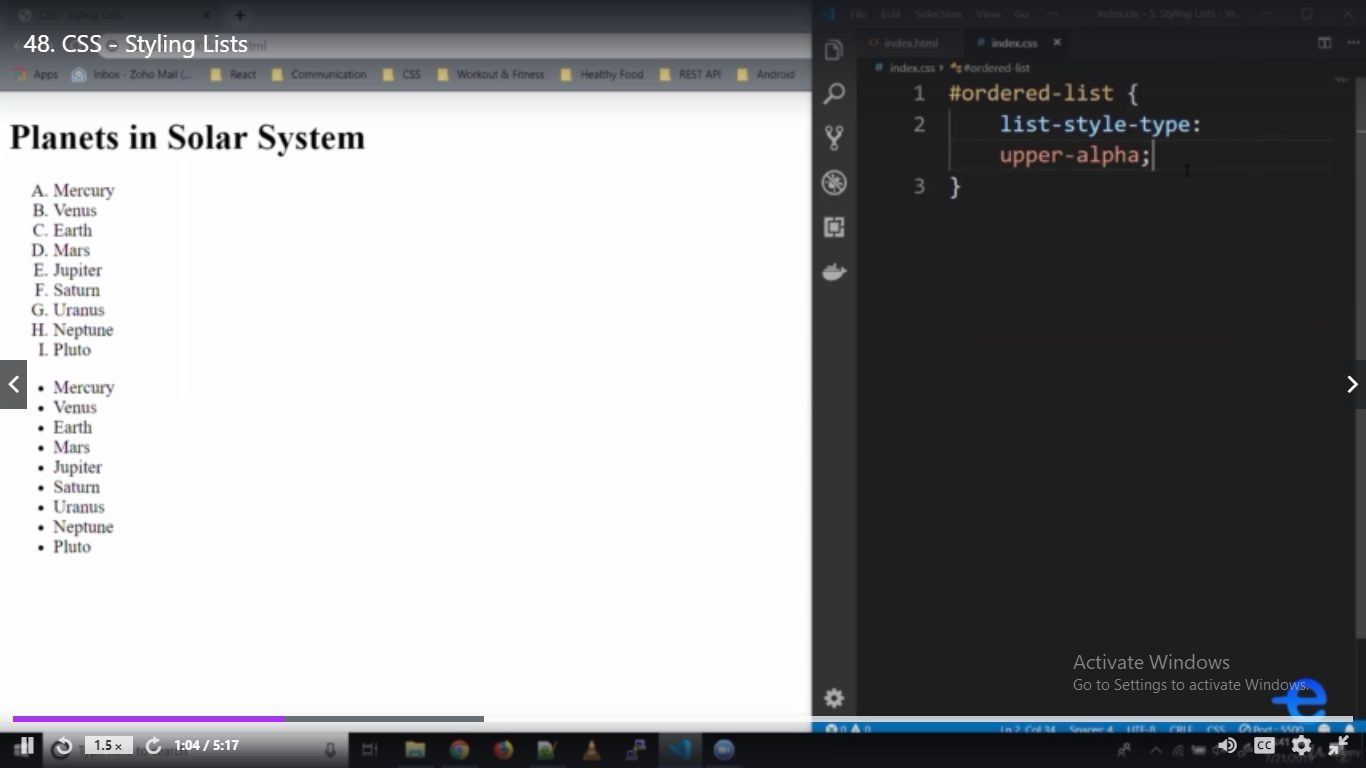 48. CSS - Styling Lists
File Edit Selection View Go ··· index.css - 5. Styling Lists - Vi...
Apps Inbox - Zoho Mail (... React Communication CSS Workout & Fitness Healthy Food REST API Android
index.html index.css
index.css > #ordered-list
Planets in Solar System
A. Mercury
B. Venus
C. Earth
D. Mars
E. Jupiter
F. Saturn
G. Uranus
H. Neptune
I. Pluto
• Mercury
• Venus
• Earth
• Mars
• Jupiter
• Saturn
• Uranus
• Neptune
• Pluto
1 #ordered-list {
2 list-style-type:
upper-alpha;
3 }
Activate Windows
Go to Settings to activate Windows.
Ln 2, Col 34 Spaces: 4 UTF-8 CRLF CSS Port : 5500
1.5 × 1:04 / 5:17
CC